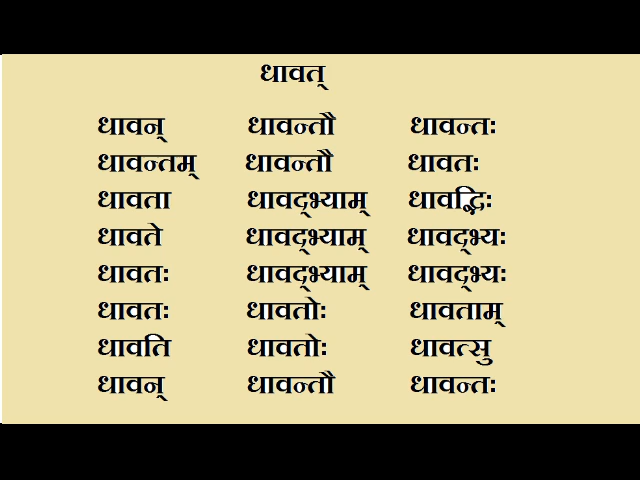 धावत्
धावन् धावन्तौ धावन्तः
धावन्तम् धावन्तौ धावतः
धावता धावद्भ्याम् धावद्भिः
धावते धावद्भ्याम् धावद्भ्यः
धावतः धावद्भ्याम् धावद्भ्यः
धावतः धावतोः धावताम्
धावति धावतोः धावत्सु
धावन् धावन्तौ धावन्तः